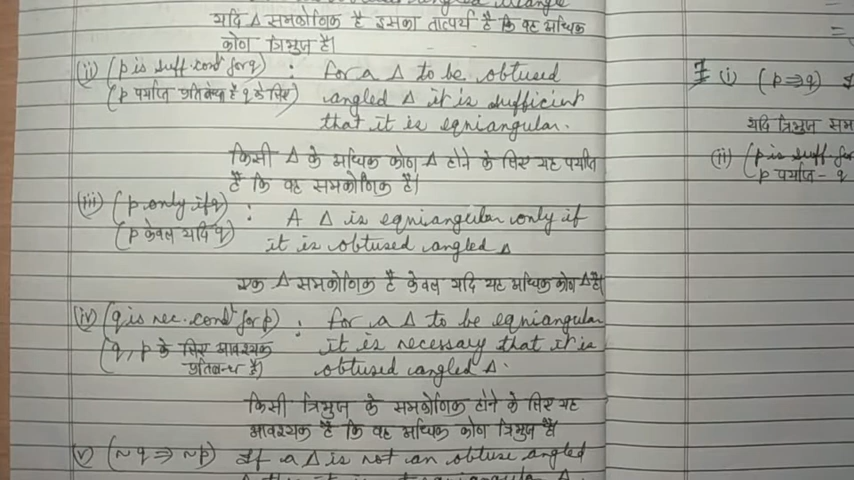 यदि Δ समकोणिक है इसका तात्पर्य है कि वह अधिक
कोण त्रिभुज है।
(ii) (p is suff. cond^n for q) : for a Δ to be obtused
(p पर्याप्त प्रतिबन्ध है q के लिए) angled Δ it is sufficient
that it is equiangular.
किसी Δ के अधिक कोण Δ होने के लिए यह पर्याप्त
है कि वह समकोणिक है।
(iii) (p only if q) : A Δ is equiangular only if
(p केवल यदि q) it is obtused angled Δ
एक Δ समकोणिक है केवल यदि यह अधिक कोण Δ है।
(iv) (q is nec. cond^n for p) : for a Δ to be equiangular
(q, p के लिए आवश्यक it is necessary that it is
प्रतिबन्ध है) obtused angled Δ.
किसी त्रिभुज के समकोणिक होने के लिए यह
आवश्यक है कि वह अधिक कोण त्रिभुज है।
(v) (~q ⇒ ~p) If a Δ is not an obtuse angled
(i) (p ⇒ q)
यदि त्रिभुज सम
(ii) (p is suff for
p पर्याप्त - q